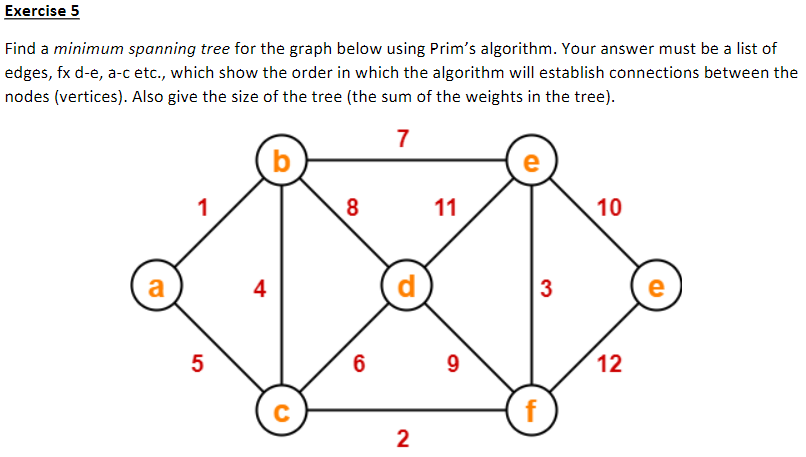 Exercise 5
Find a minimum spanning tree for the graph below using Prim's algorithm. Your answer must be a list of
edges, fx d-e, a-c etc., which show the order in which the algorithm will establish connections between the
nodes (vertices). Also give the size of the tree (the sum of the weights in the tree).
7
b
e
1
8
11
10
a
4
d
3
e
5
6
9
12
c
f
2